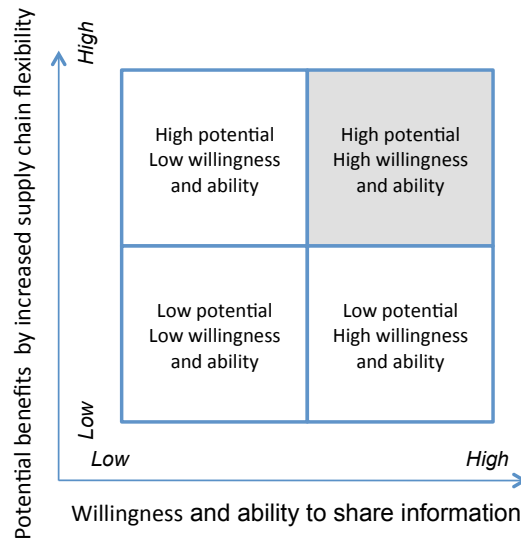 Potential benefits by increased supply chain flexibility
High
High potential
Low willingness
and ability
High potential
High willingness
and ability
Low potential
Low willingness
and ability
Low potential
High willingness
and ability
Low
Low
High
Willingness and ability to share information